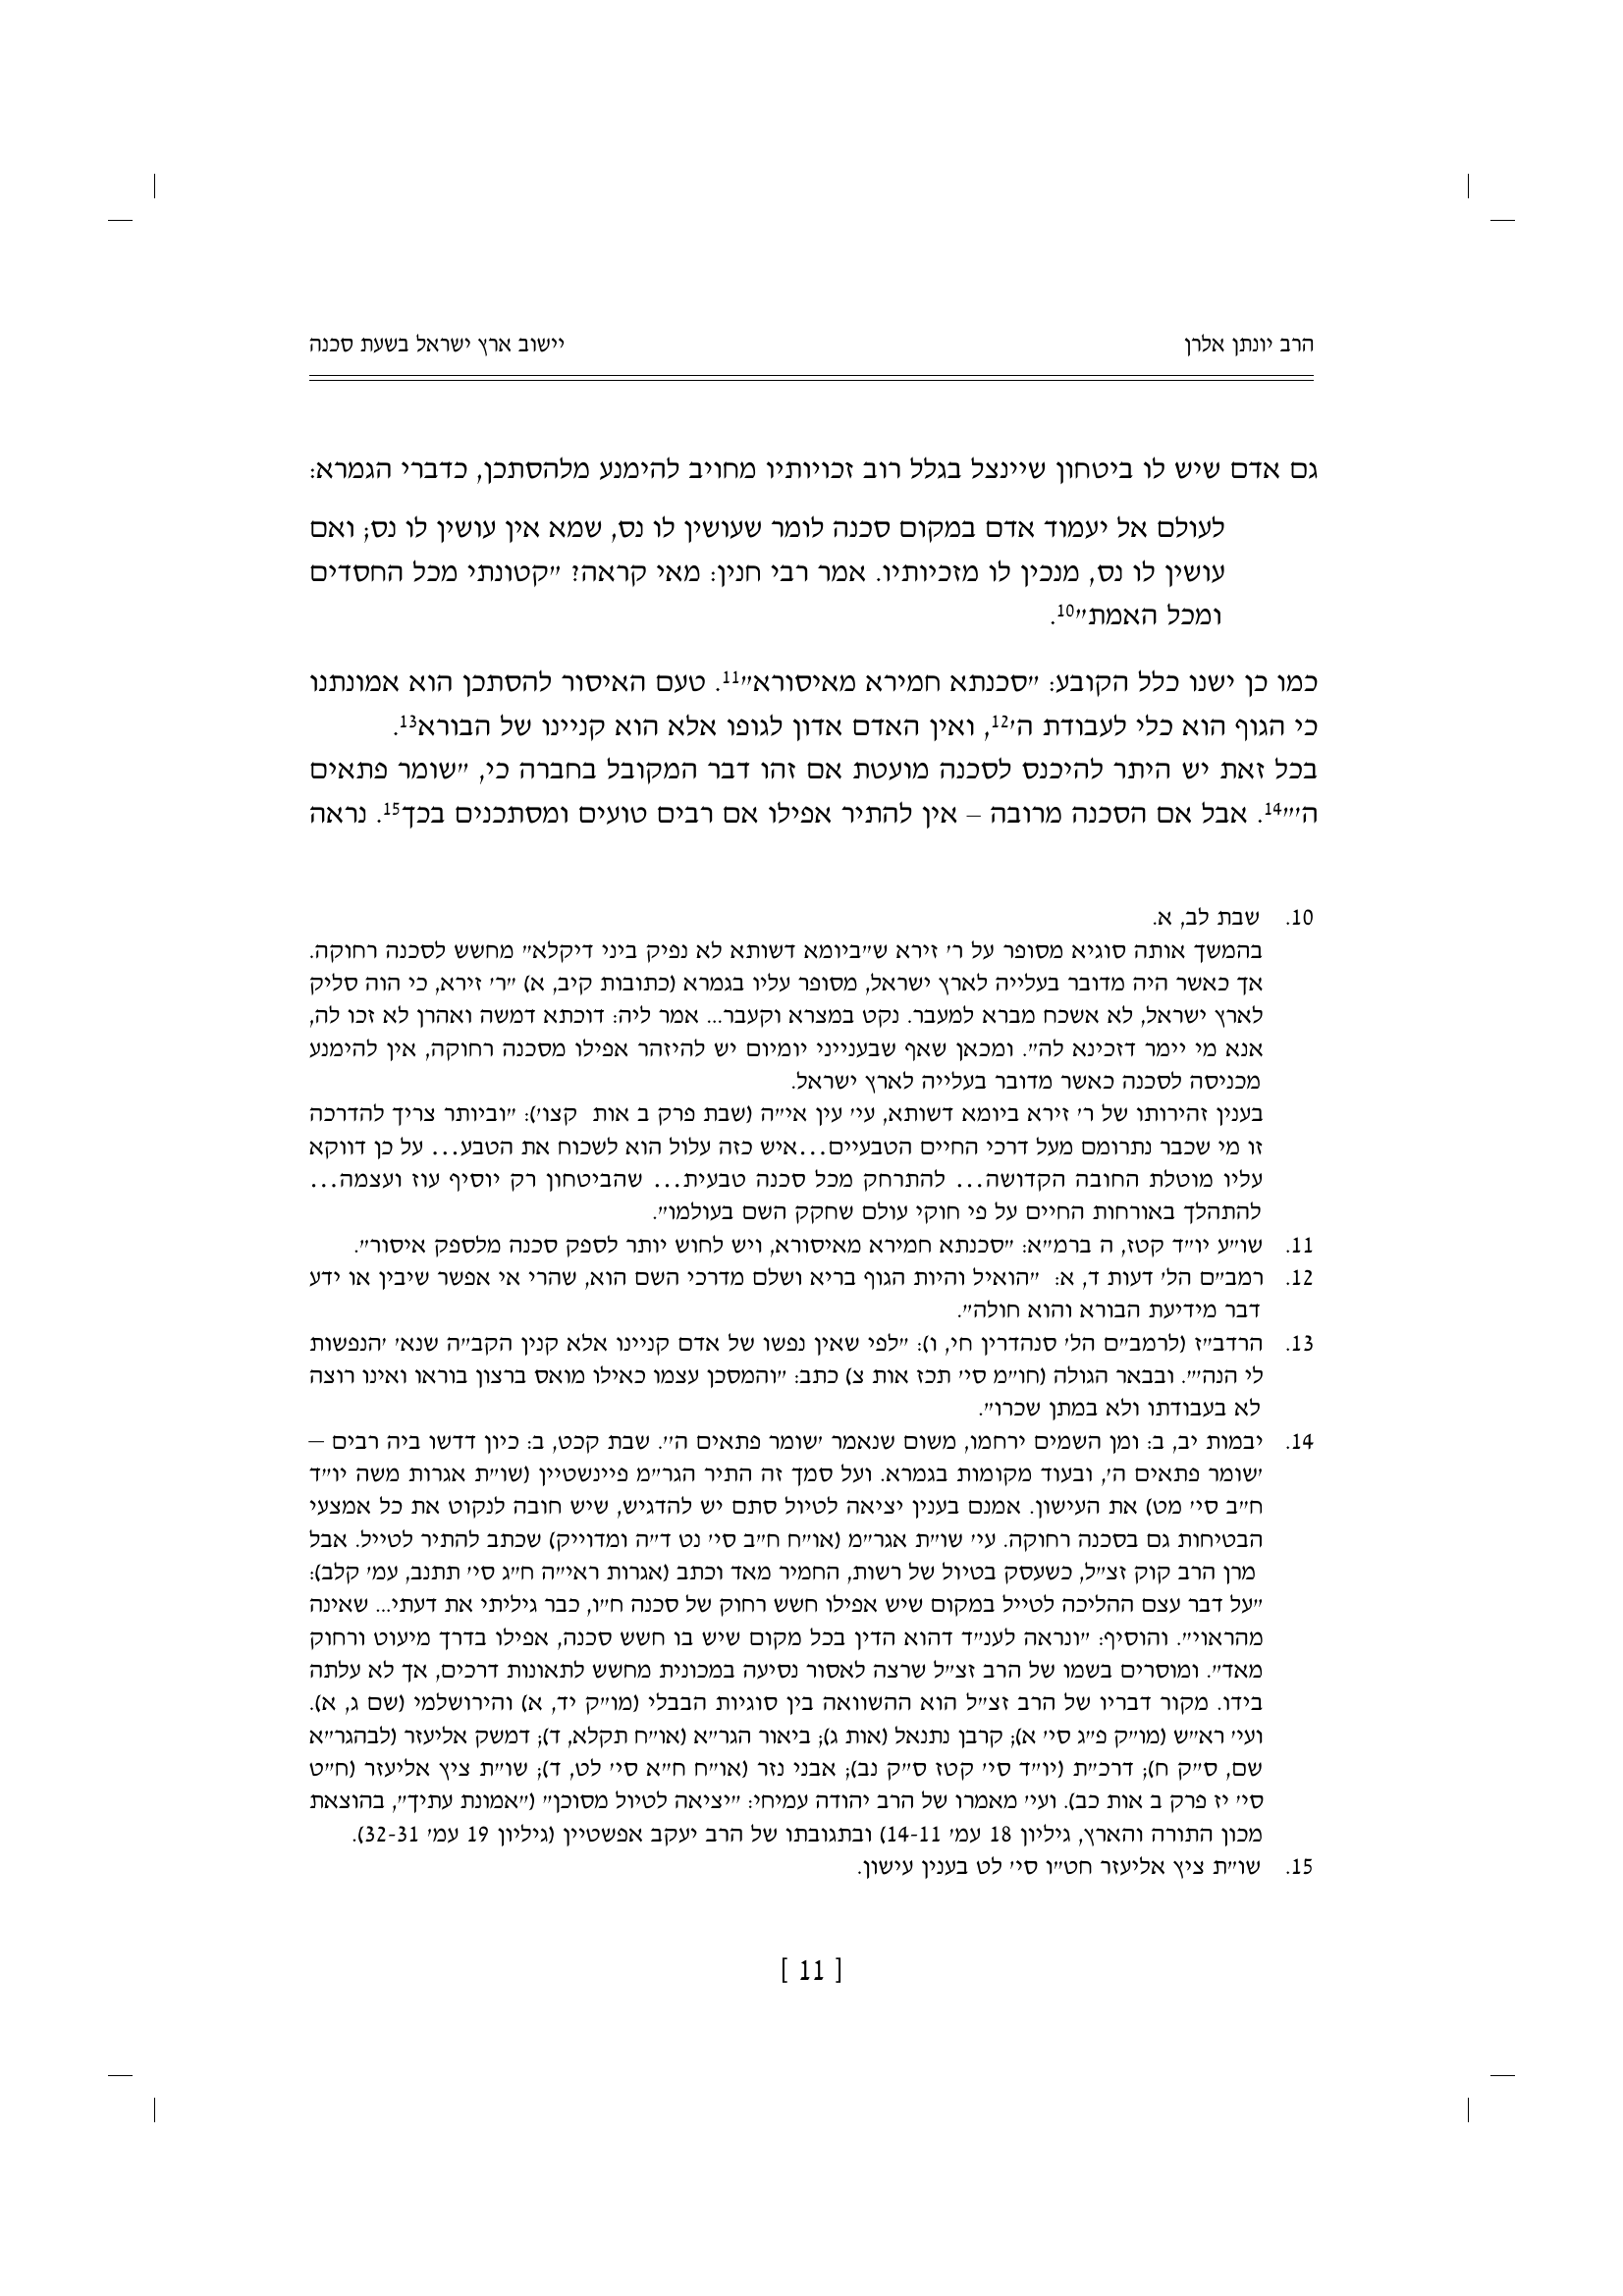 הרב יונתן אלרן
יישוב ארץ ישראל בשעת סכנה
גם אדם שיש לו ביטחון שיינצל בגלל רוב זכויותיו מחויב להימנע מלהסתכן, כדברי הגמרא:
לעולם אל יעמוד אדם במקום סכנה לומר שעושין לו נס, שמא אין עושין לו נס; ואם
עושין לו נס, מנכין לו מזכיותיו. אמר רבי חנין: מאי קראה? ״קטונתי מכל החסדים
ומכל האמת״10.
כמו כן ישנו כלל הקובע: ״סכנתא חמירא מאיסורא״11. טעם האיסור להסתכן הוא אמונתנו
כי הגוף הוא כלי לעבודת ה׳12, ואין האדם אדון לגופו אלא הוא קניינו של הבורא13.
בכל זאת יש היתר להיכנס לסכנה מועטת אם זהו דבר המקובל בחברה כי, ״שומר פתאים
ה׳״14. אבל אם הסכנה מרובה – אין להתיר אפילו אם רבים טועים ומסתכנים בכך15. נראה
10. שבת לב, א.
בהמשך אותה סוגיא מסופר על ר׳ זירא ש״ביומא דשותא לא נפיק ביני דיקלא״ מחשש לסכנה רחוקה.
אך כאשר היה מדובר בעלייה לארץ ישראל, מסופר עליו בגמרא (כתובות קיב, א) ״ר׳ זירא, כי הוה סליק
לארץ ישראל, לא אשכח מברא למעבר. נקט במצרא וקעבר... אמר ליה: דוכתא דמשה ואהרן לא זכו לה,
אנא מי יימר דזכינא לה״. ומכאן שאף שבענייני יומיום יש להיזהר אפילו מסכנה רחוקה, אין להימנע
מכניסה לסכנה כאשר מדובר בעלייה לארץ ישראל.
בענין זהירותו של ר׳ זירא ביומא דשותא, עי׳ עין אי״ה (שבת פרק ב אות קצו׳): ״וביותר צריך להדרכה
זו מי שכבר נתרומם מעל דרכי החיים הטבעיים...איש כזה עלול הוא לשכוח את הטבע... על כן דווקא
עליו מוטלת החובה הקדושה... להתרחק מכל סכנה טבעית... שהביטחון רק יוסיף עוז ועצמה...
להתהלך באורחות החיים על פי חוקי עולם שחקק השם בעולמו״.
11. שו״ע יו״ד קטז, ה ברמ״א: ״סכנתא חמירא מאיסורא, ויש לחוש יותר לספק סכנה מלספק איסור״.
12. רמב״ם הל׳ דעות ד, א: ״הואיל והיות הגוף בריא ושלם מדרכי השם הוא, שהרי אי אפשר שיבין או ידע
דבר מידיעת הבורא והוא חולה״.
13. הרדב״ז (לרמב״ם הל׳ סנהדרין חי, ו): ״לפי שאין נפשו של אדם קניינו אלא קנין הקב״ה שנא׳ ׳הנפשות
לי הנה׳״. ובבאר הגולה (חו״מ סי׳ תכז אות צ) כתב: ״והמסכן עצמו כאילו מואס ברצון בוראו ואינו רוצה
לא בעבודתו ולא במתן שכרו״.
14. יבמות יב, ב: ומן השמים ירחמו, משום שנאמר ׳שומר פתאים ה׳׳. שבת קכט, ב: כיון דדשו ביה רבים –
׳שומר פתאים ה׳, ובעוד מקומות בגמרא. ועל סמך זה התיר הגר״מ פיינשטיין (שו״ת אגרות משה יו״ד
ח״ב סי׳ מט) את העישון. אמנם בענין יציאה לטיול סתם יש להדגיש, שיש חובה לנקוט את כל אמצעי
הבטיחות גם בסכנה רחוקה. עי׳ שו״ת אגר״מ (או״ח ח״ב סי׳ נט ד״ה ומדוייק) שכתב להתיר לטייל. אבל
מרן הרב קוק זצ״ל, כשעסק בטיול של רשות, החמיר מאד וכתב (אגרות ראי״ה ח״ג סי׳ תתנב, עמ׳ קלב):
״על דבר עצם ההליכה לטייל במקום שיש אפילו חשש רחוק של סכנה ח״ו, כבר גיליתי את דעתי... שאינה
מהראוי״. והוסיף: ״ונראה לענ״ד דהוא הדין בכל מקום שיש בו חשש סכנה, אפילו בדרך מיעוט ורחוק
מאד״. ומוסרים בשמו של הרב זצ״ל שרצה לאסור נסיעה במכונית מחשש לתאונות דרכים, אך לא עלתה
בידו. מקור דבריו של הרב זצ״ל הוא ההשוואה בין סוגיות הבבלי (מו״ק יד, א) והירושלמי (שם ג, א).
ועי׳ רא״ש (מו״ק פ״ג סי׳ א); קרבן נתנאל (אות ג); ביאור הגר״א (או״ח תקלא, ד); דמשק אליעזר (לבהגר״א
שם, ס״ק ח); דרכ״ת (יו״ד סי׳ קטז ס״ק נב); אבני נזר (או״ח ח״א סי׳ לט, ד); שו״ת ציץ אליעזר (ח״ט
סי׳ יז פרק ב אות כב). ועי׳ מאמרו של הרב יהודה עמיחי: ״יציאה לטיול מסוכן״ (״אמונת עתיך״, בהוצאת
מכון התורה והארץ, גיליון 18 עמ׳ 14-11) ובתגובתו של הרב יעקב אפשטיין (גיליון 19 עמ׳ 32-31).
15. שו״ת ציץ אליעזר חט״ו סי׳ לט בענין עישון.
[ 11 ]